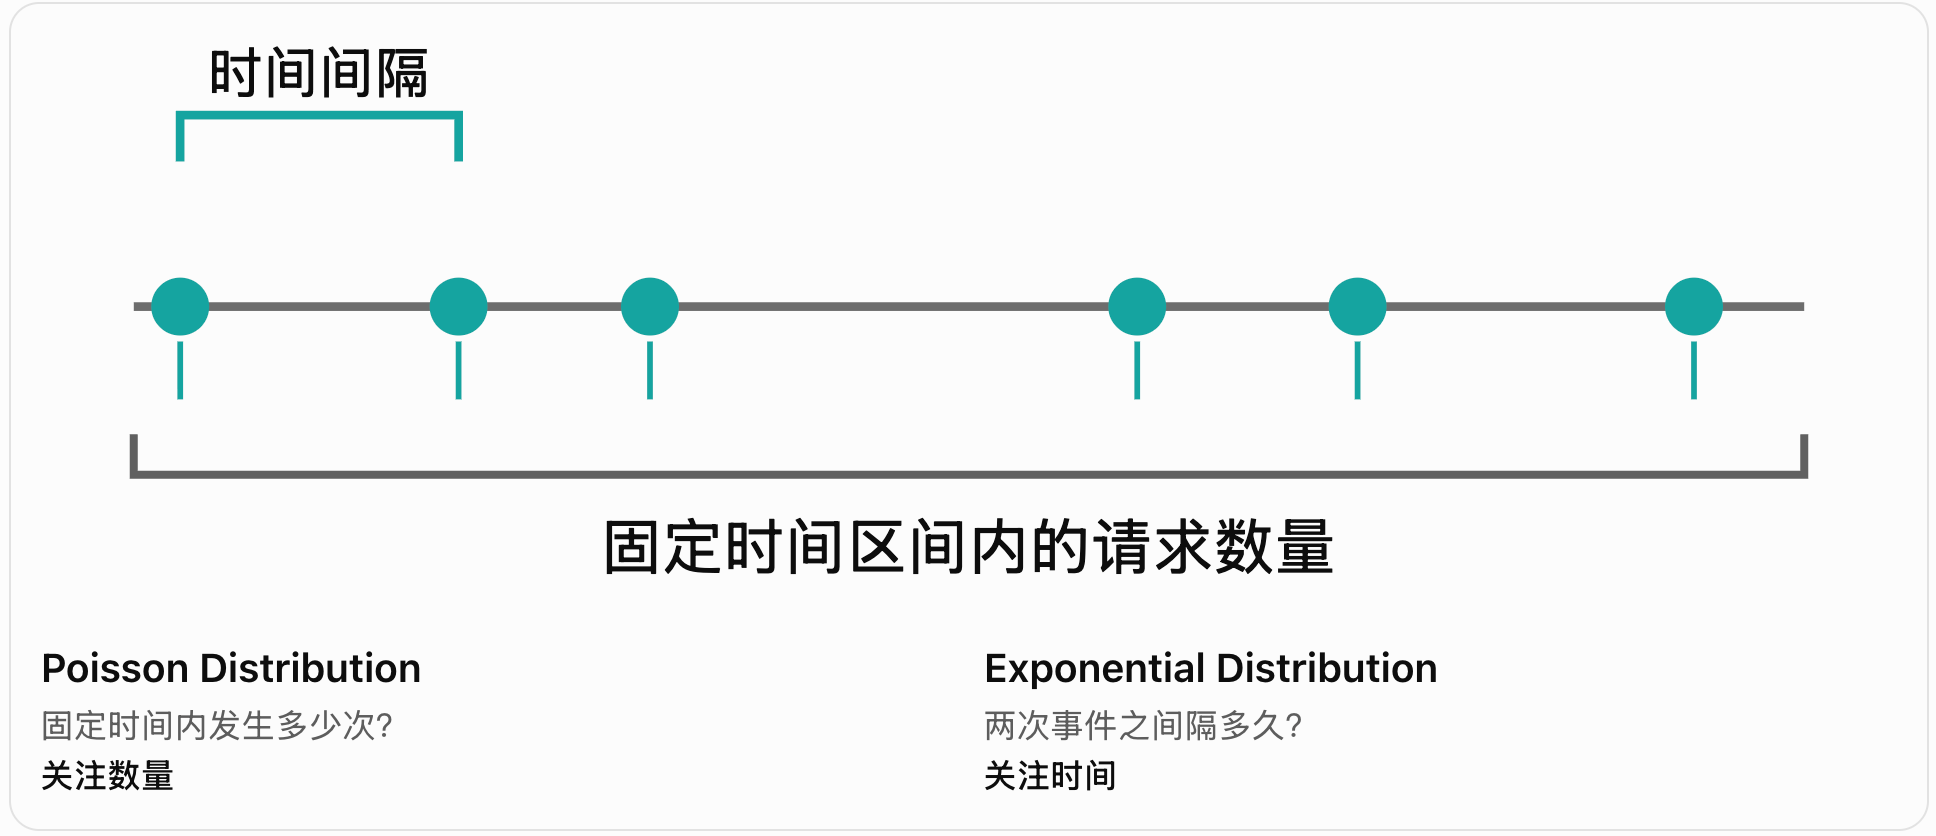 时间间隔
固定时间区间内的请求数量
Poisson Distribution
固定时间内发生多少次?
关注数量
Exponential Distribution
两次事件之间隔多久?
关注时间